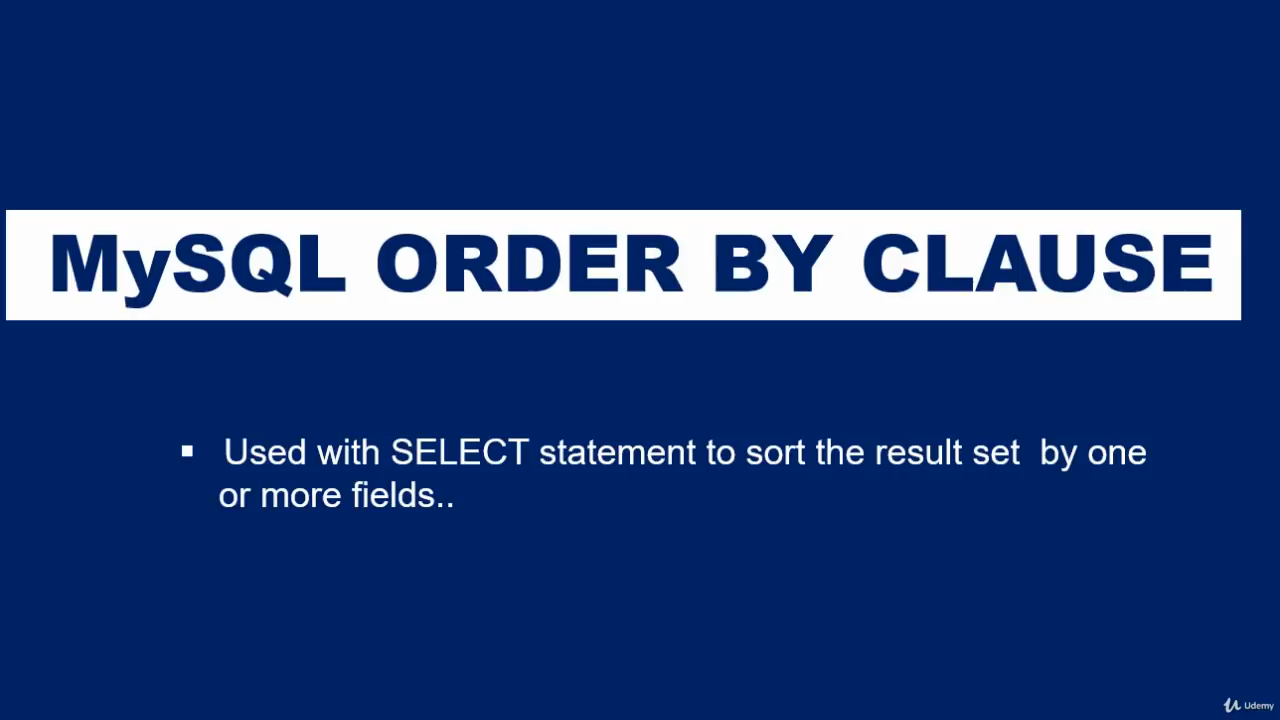 MySQL ORDER BY CLAUSE
▪ Used with SELECT statement to sort the result set  by one
or more fields..
Udemy